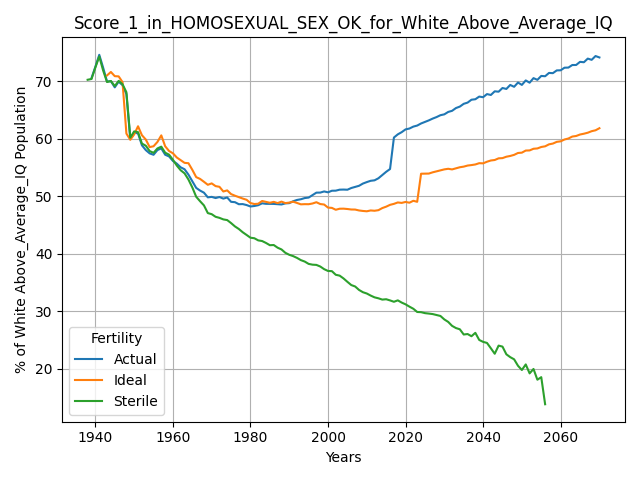 Score_1_in_HOMOSEXUAL_SEX_OK_for_White_Above_Average_IQ
% of White Above_Average_IQ Population
70
60
50
40
30
20
Fertility
Actual
Ideal
Sterile
1940 1960 1980 2000 2020 2040 2060
Years